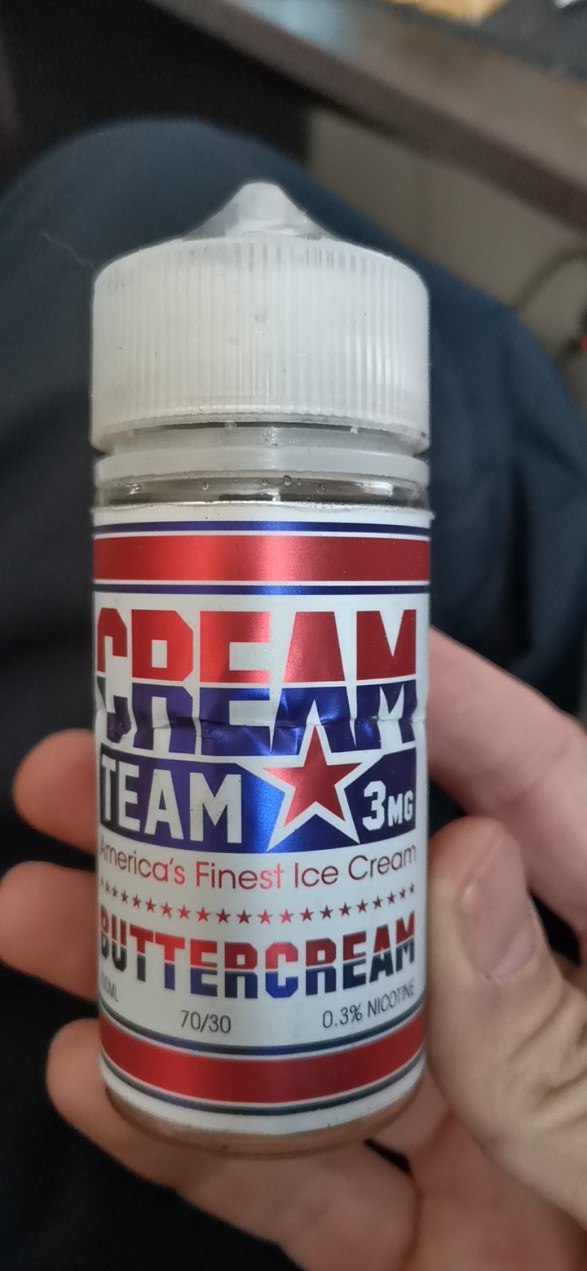 CREAM
TEAM 3MG
America's Finest Ice Cream
BUTTERCREAM
70/30 0.3% NICOTINE